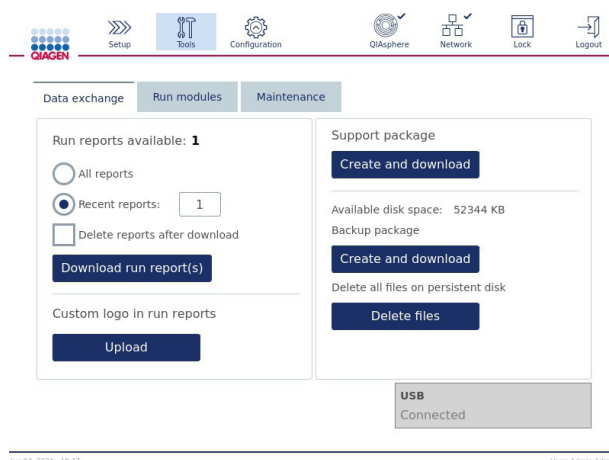 QIAGEN
Setup
Tools
Configuration
QIAsphere
Network
Lock
Logout
Data exchange
Run modules
Maintenance
Run reports available: 1
All reports
Recent reports: 1
Delete reports after download
Download run report(s)
Custom logo in run reports
Upload
Support package
Create and download
Available disk space: 52344 KB
Backup package
Create and download
Delete all files on persistent disk
Delete files
USB
Connected